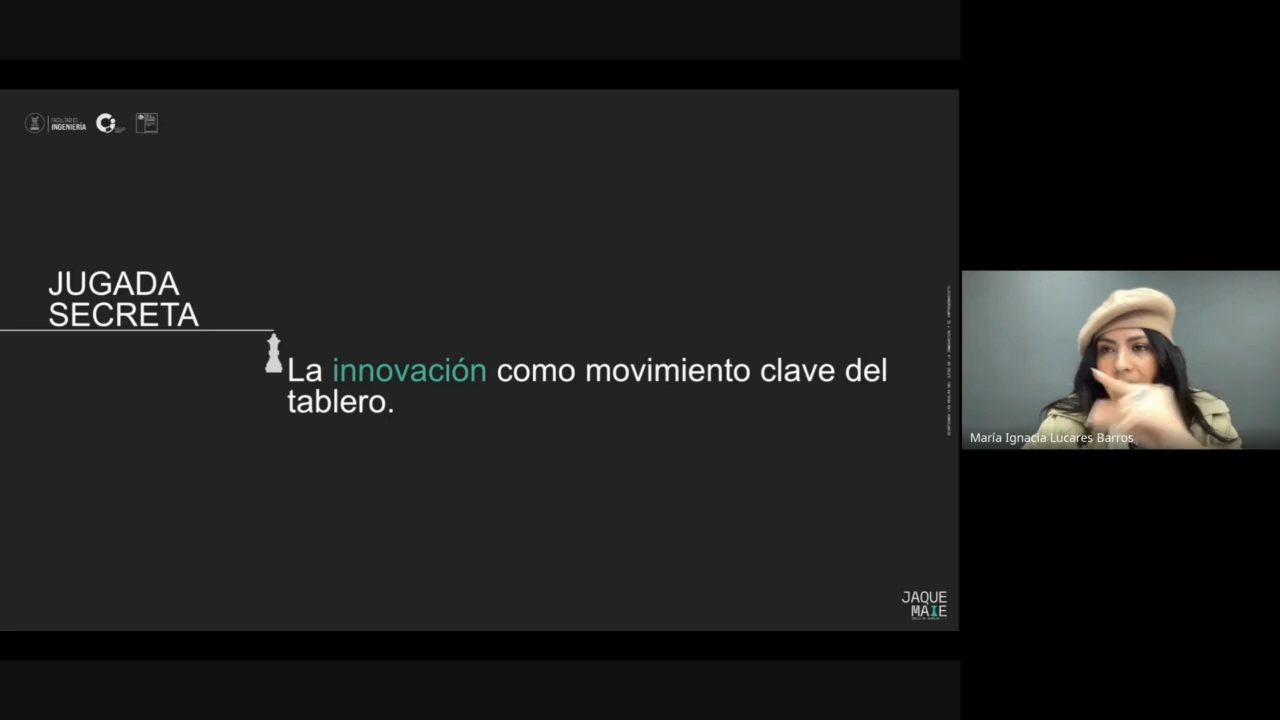 FACULTAD DE
INGENIERÍA
JUGADA
SECRETA
La innovación como movimiento clave del
tablero.
María Ignacia Lucares Barros
JAQUE
MATE